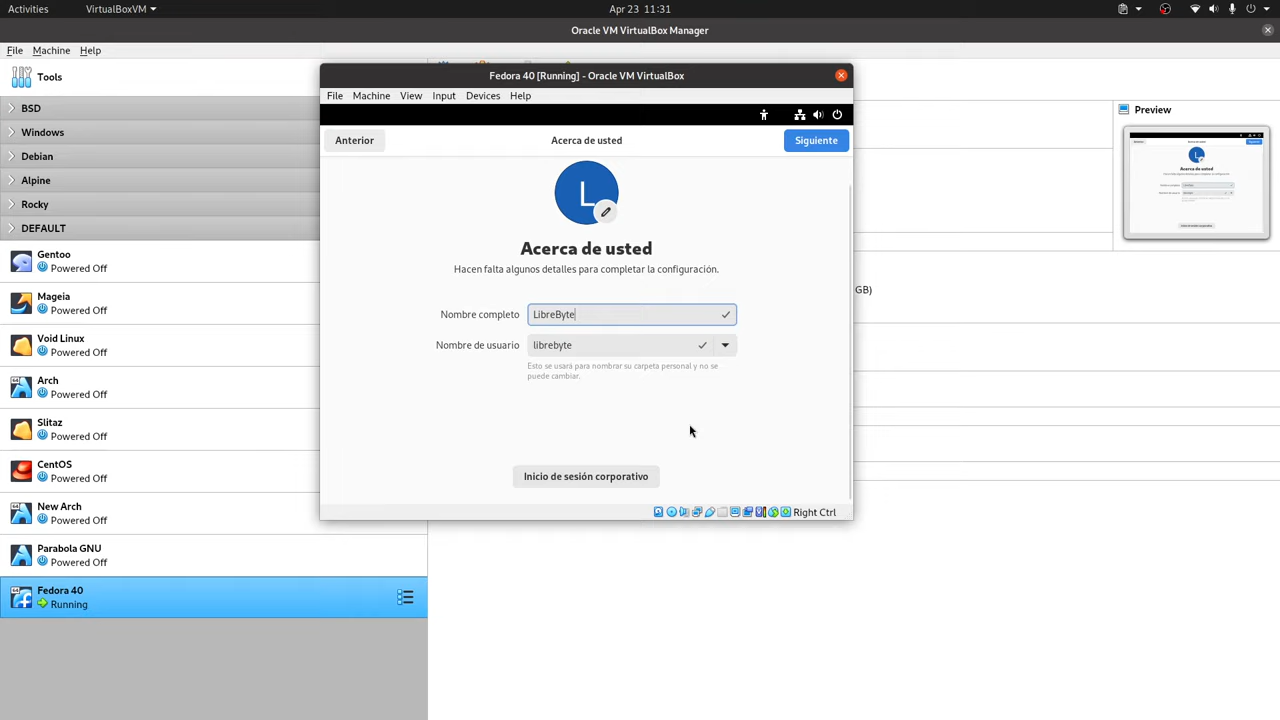 Activities VirtualBoxVM Apr 23 11:31
Oracle VM VirtualBox Manager
File Machine Help
Tools
BSD
Windows
Debian
Alpine
Rocky
DEFAULT
Gentoo
Powered Off
Mageia
Powered Off
Void Linux
Powered Off
Arch
Powered Off
Slitaz
Powered Off
CentOS
Powered Off
New Arch
Powered Off
Parabola GNU
Powered Off
Fedora 40
Running
Fedora 40 [Running] - Oracle VM VirtualBox
File Machine View Input Devices Help
Anterior Acerca de usted Siguiente
L
Acerca de usted
Hacen falta algunos detalles para completar la configuración.
Nombre completo LibreByte
Nombre de usuario librebyte
Esto se usará para nombrar su carpeta personal y no se
puede cambiar.
Inicio de sesión corporativo
Right Ctrl
GB)
Preview
Acerca de usted